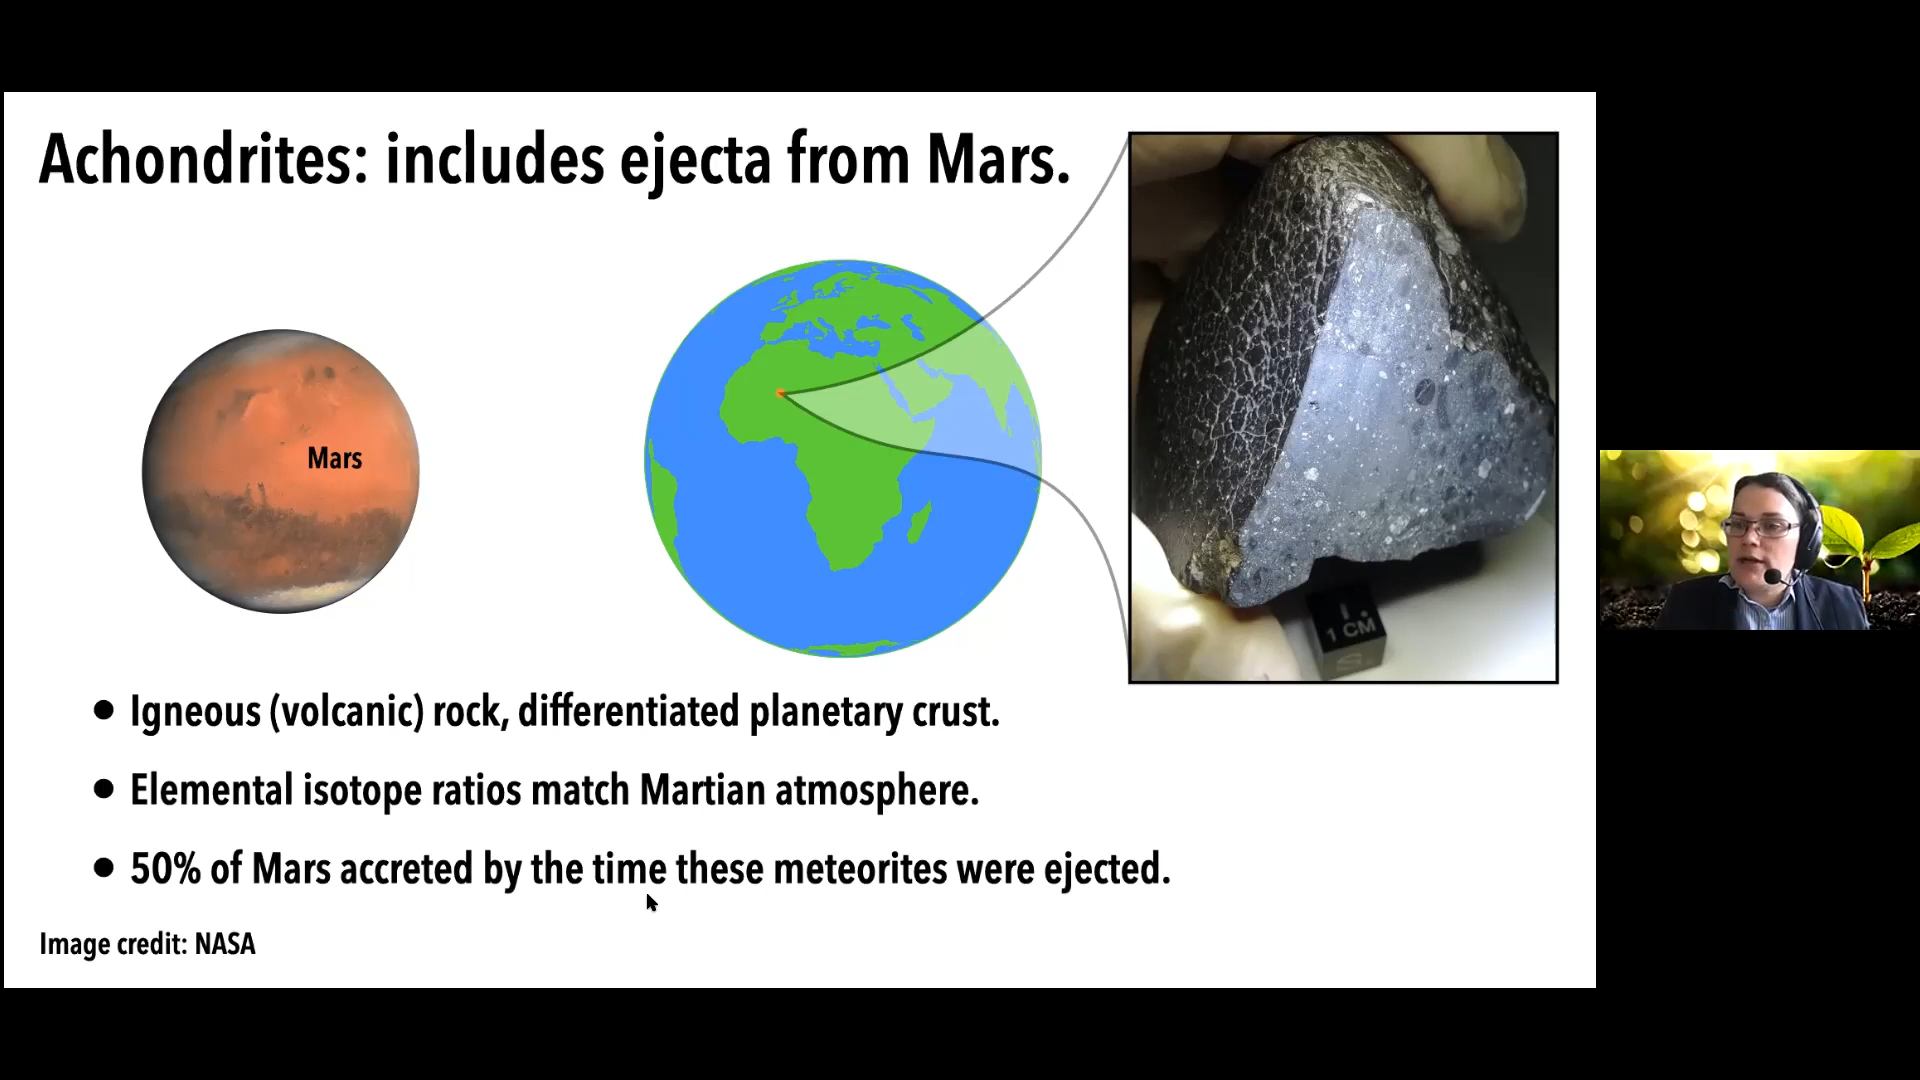 Achondrites: includes ejecta from Mars.
Mars
1 CM
• Igneous (volcanic) rock, differentiated planetary crust.
• Elemental isotope ratios match Martian atmosphere.
• 50% of Mars accreted by the time these meteorites were ejected.
Image credit: NASA